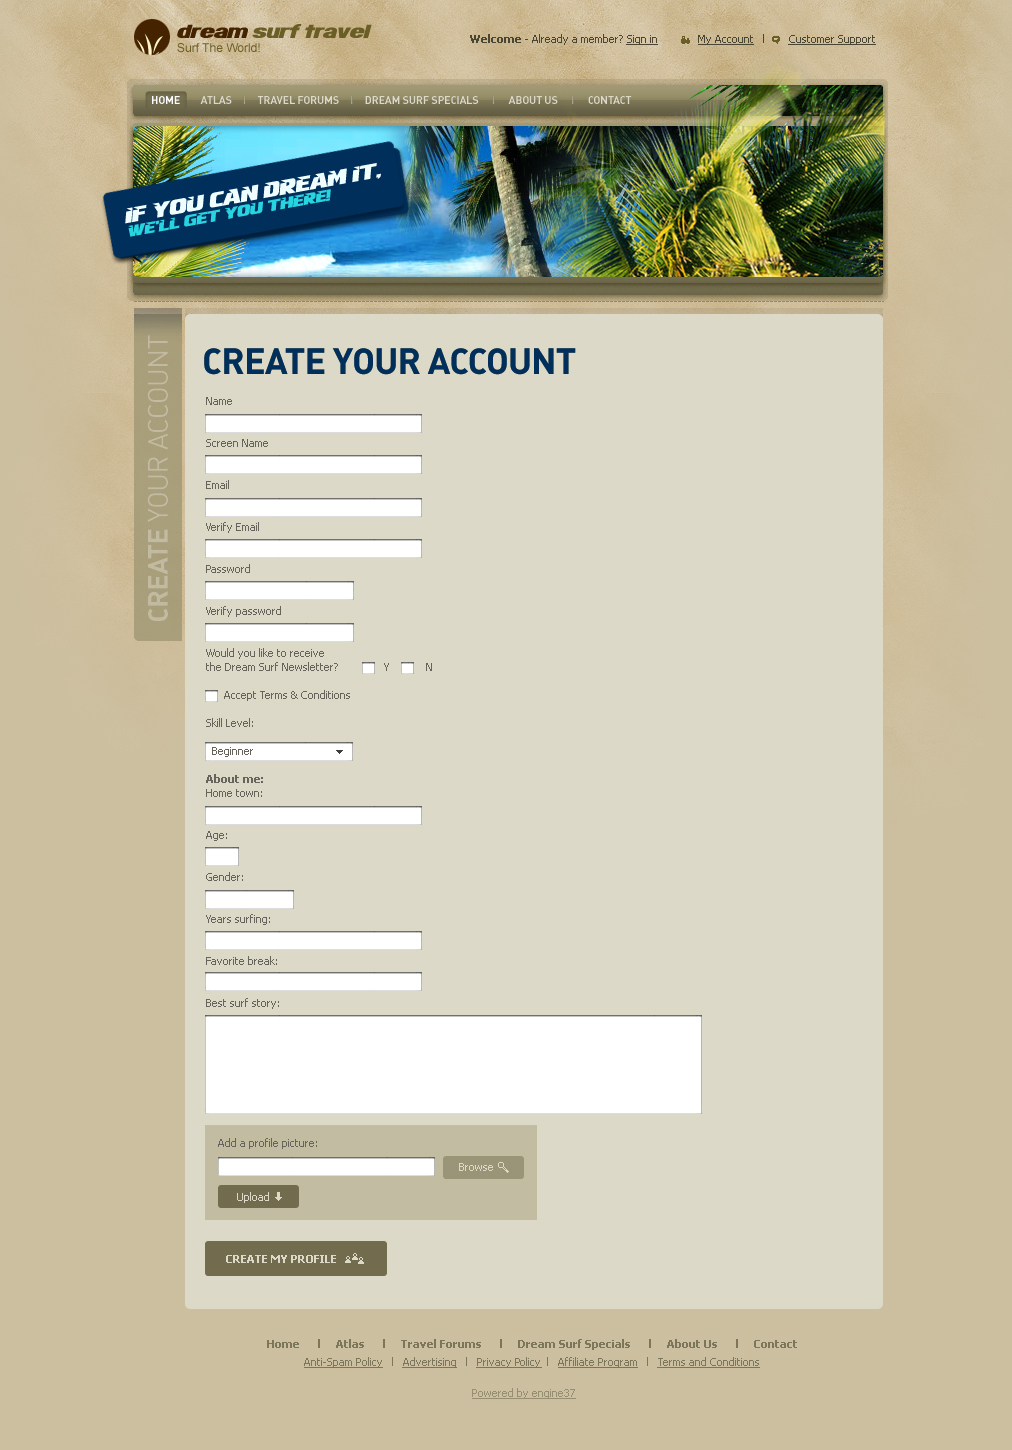 dream surf travel
Surf The World!
Welcome - Already a member? Sign in
My Account | Customer Support
HOME
ATLAS | TRAVEL FORUMS | DREAM SURF SPECIALS | ABOUT US | CONTACT
IF YOU CAN DREAM IT.
WE'LL GET YOU THERE!
CREATE YOUR ACCOUNT
CREATE YOUR ACCOUNT
Name
Screen Name
Email
Verify Email
Password
Verify password
Would you like to receive
the Dream Surf Newsletter? Y N
Accept Terms & Conditions
Skill Level:
Beginner
About me:
Home town:
Age:
Gender:
Years surfing:
Favorite break:
Best surf story:
Add a profile picture:
Browse
Upload
CREATE MY PROFILE
Home | Atlas | Travel Forums | Dream Surf Specials | About Us | Contact
Anti-Spam Policy | Advertising | Privacy Policy | Affiliate Program | Terms and Conditions
Powered by engine37